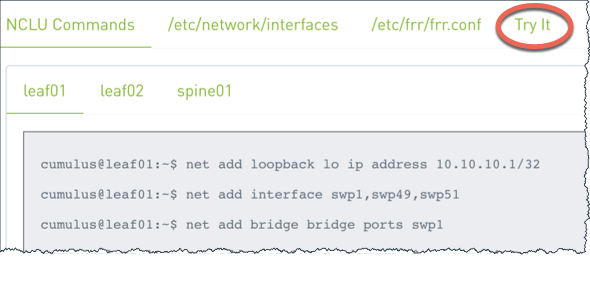 NCLU Commands /etc/network/interfaces /etc/frr/frr.conf Try It
leaf01 leaf02 spine01
cumulus@leaf01:~$ net add loopback lo ip address 10.10.10.1/32
cumulus@leaf01:~$ net add interface swp1,swp49,swp51
cumulus@leaf01:~$ net add bridge bridge ports swp1